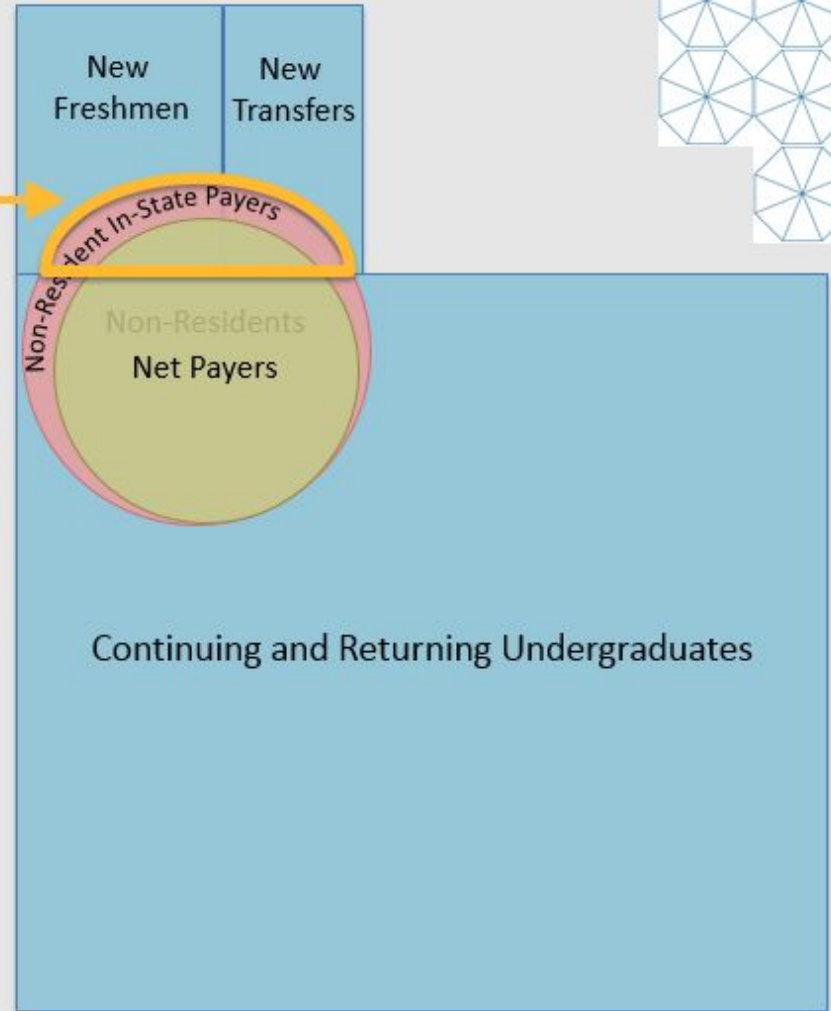 New
Freshmen
New
Transfers
Non-Resident In-State Payers
Non-Residents
Net Payers
Continuing and Returning Undergraduates